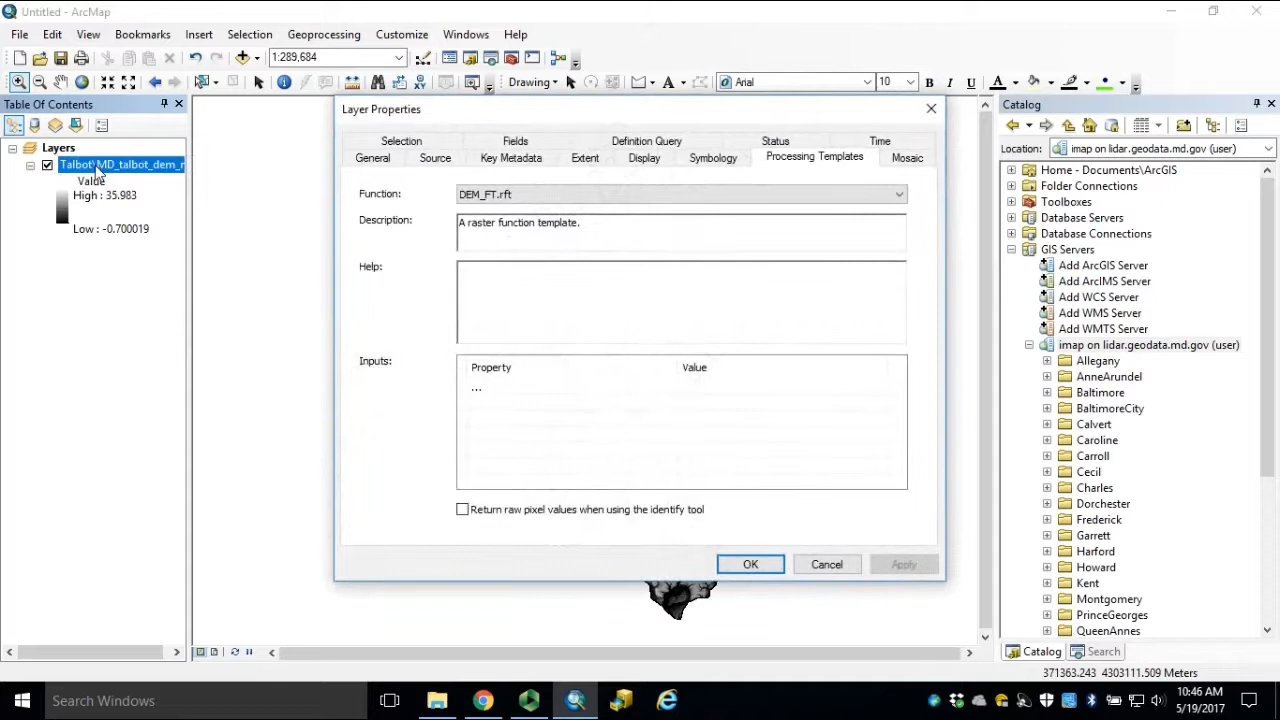 Untitled - ArcMap
File Edit View Bookmarks Insert Selection Geoprocessing Customize Windows Help
1:289,684
Drawing Arial 10 B I U A
Table Of Contents
Layers
Talbot\MD_talbot_dem_r
Value
High : 35.983
Low : -0.700019
Layer Properties
Selection Fields Definition Query Status Time
General Source Key Metadata Extent Display Symbology Processing Templates Mosaic
Function: DEM_FT.rft
Description: A raster function template.
Help:
Inputs: Property Value
...
Return raw pixel values when using the identify tool
OK Cancel Apply
Catalog
Location: imap on lidar.geodata.md.gov (user)
Home - Documents\ArcGIS
Folder Connections
Toolboxes
Database Servers
Database Connections
GIS Servers
Add ArcGIS Server
Add ArcIMS Server
Add WCS Server
Add WMS Server
Add WMTS Server
imap on lidar.geodata.md.gov (user)
Allegany
AnneArundel
Baltimore
BaltimoreCity
Calvert
Caroline
Carroll
Cecil
Charles
Dorchester
Frederick
Garrett
Harford
Howard
Kent
Montgomery
PrinceGeorges
QueenAnnes
Catalog Search
371363.243 4303111.509 Meters
Search Windows
10:46 AM
5/19/2017